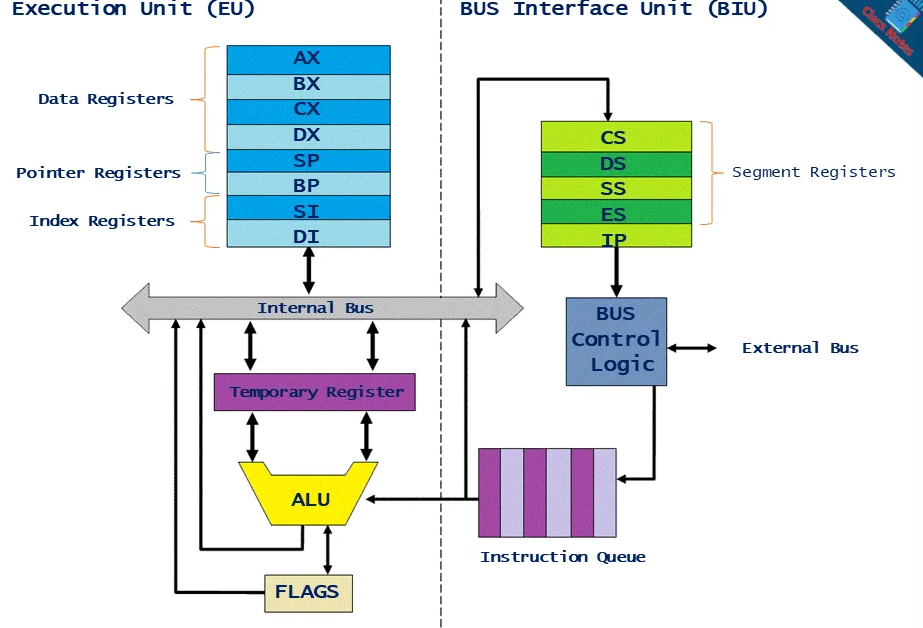 Execution Unit (EU)
BUS Interface Unit (BIU)
Class Notes
Data Registers
Pointer Registers
Index Registers
AX
BX
CX
DX
SP
BP
SI
DI
CS
DS
SS
ES
IP
Segment Registers
Internal Bus
BUS
Control
Logic
External Bus
Temporary Register
ALU
Instruction Queue
FLAGS